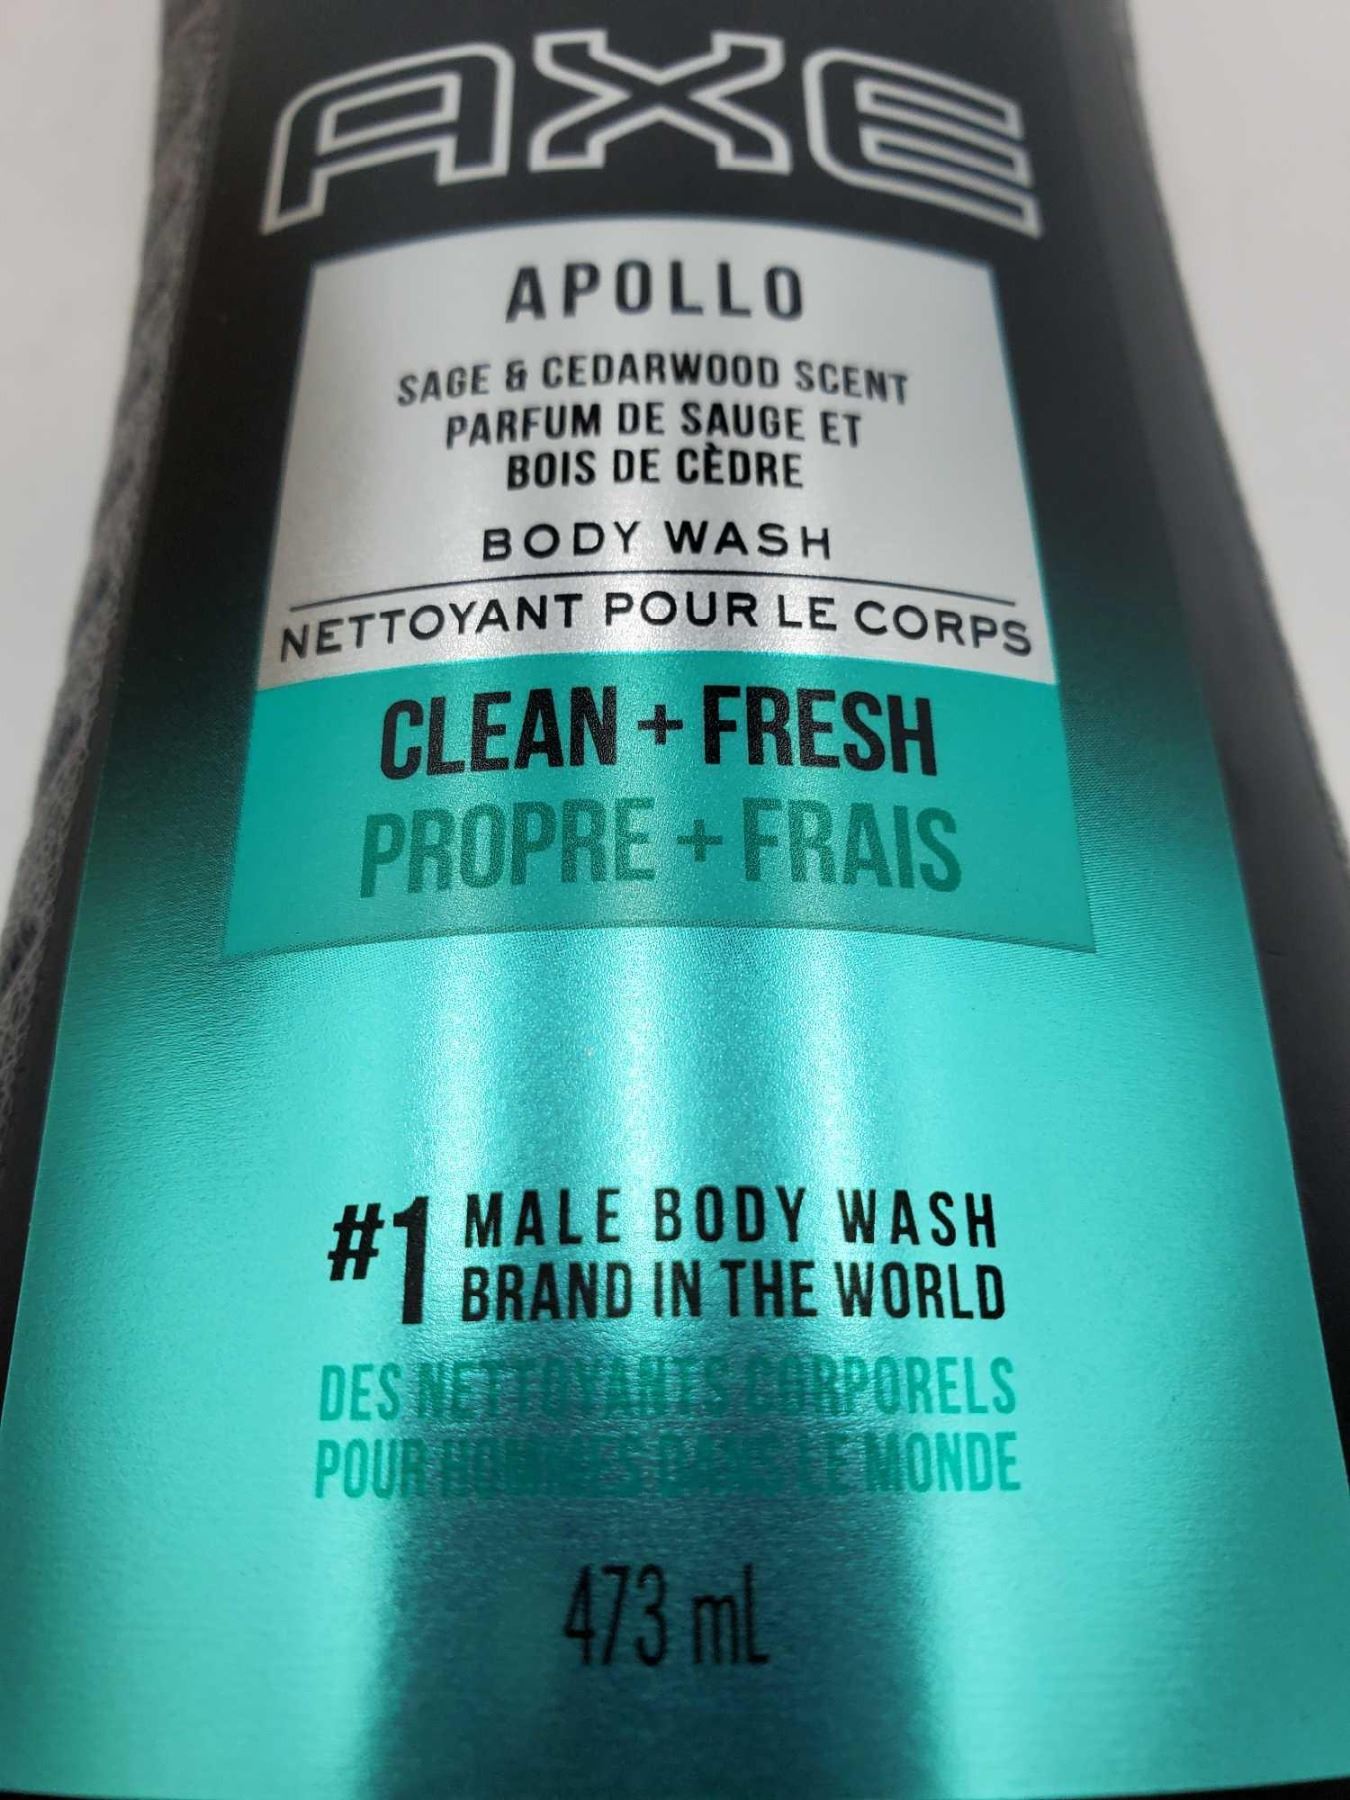 AXE
APOLLO
SAGE & CEDARWOOD SCENT
PARFUM DE SAUGE ET
BOIS DE CÈDRE
BODY WASH
NETTOYANT POUR LE CORPS
CLEAN + FRESH
PROPRE + FRAIS
#1 MALE BODY WASH
BRAND IN THE WORLD
DES NETTOYANTS CORPORELS
POUR HOMMES DANS LE MONDE
473 mL